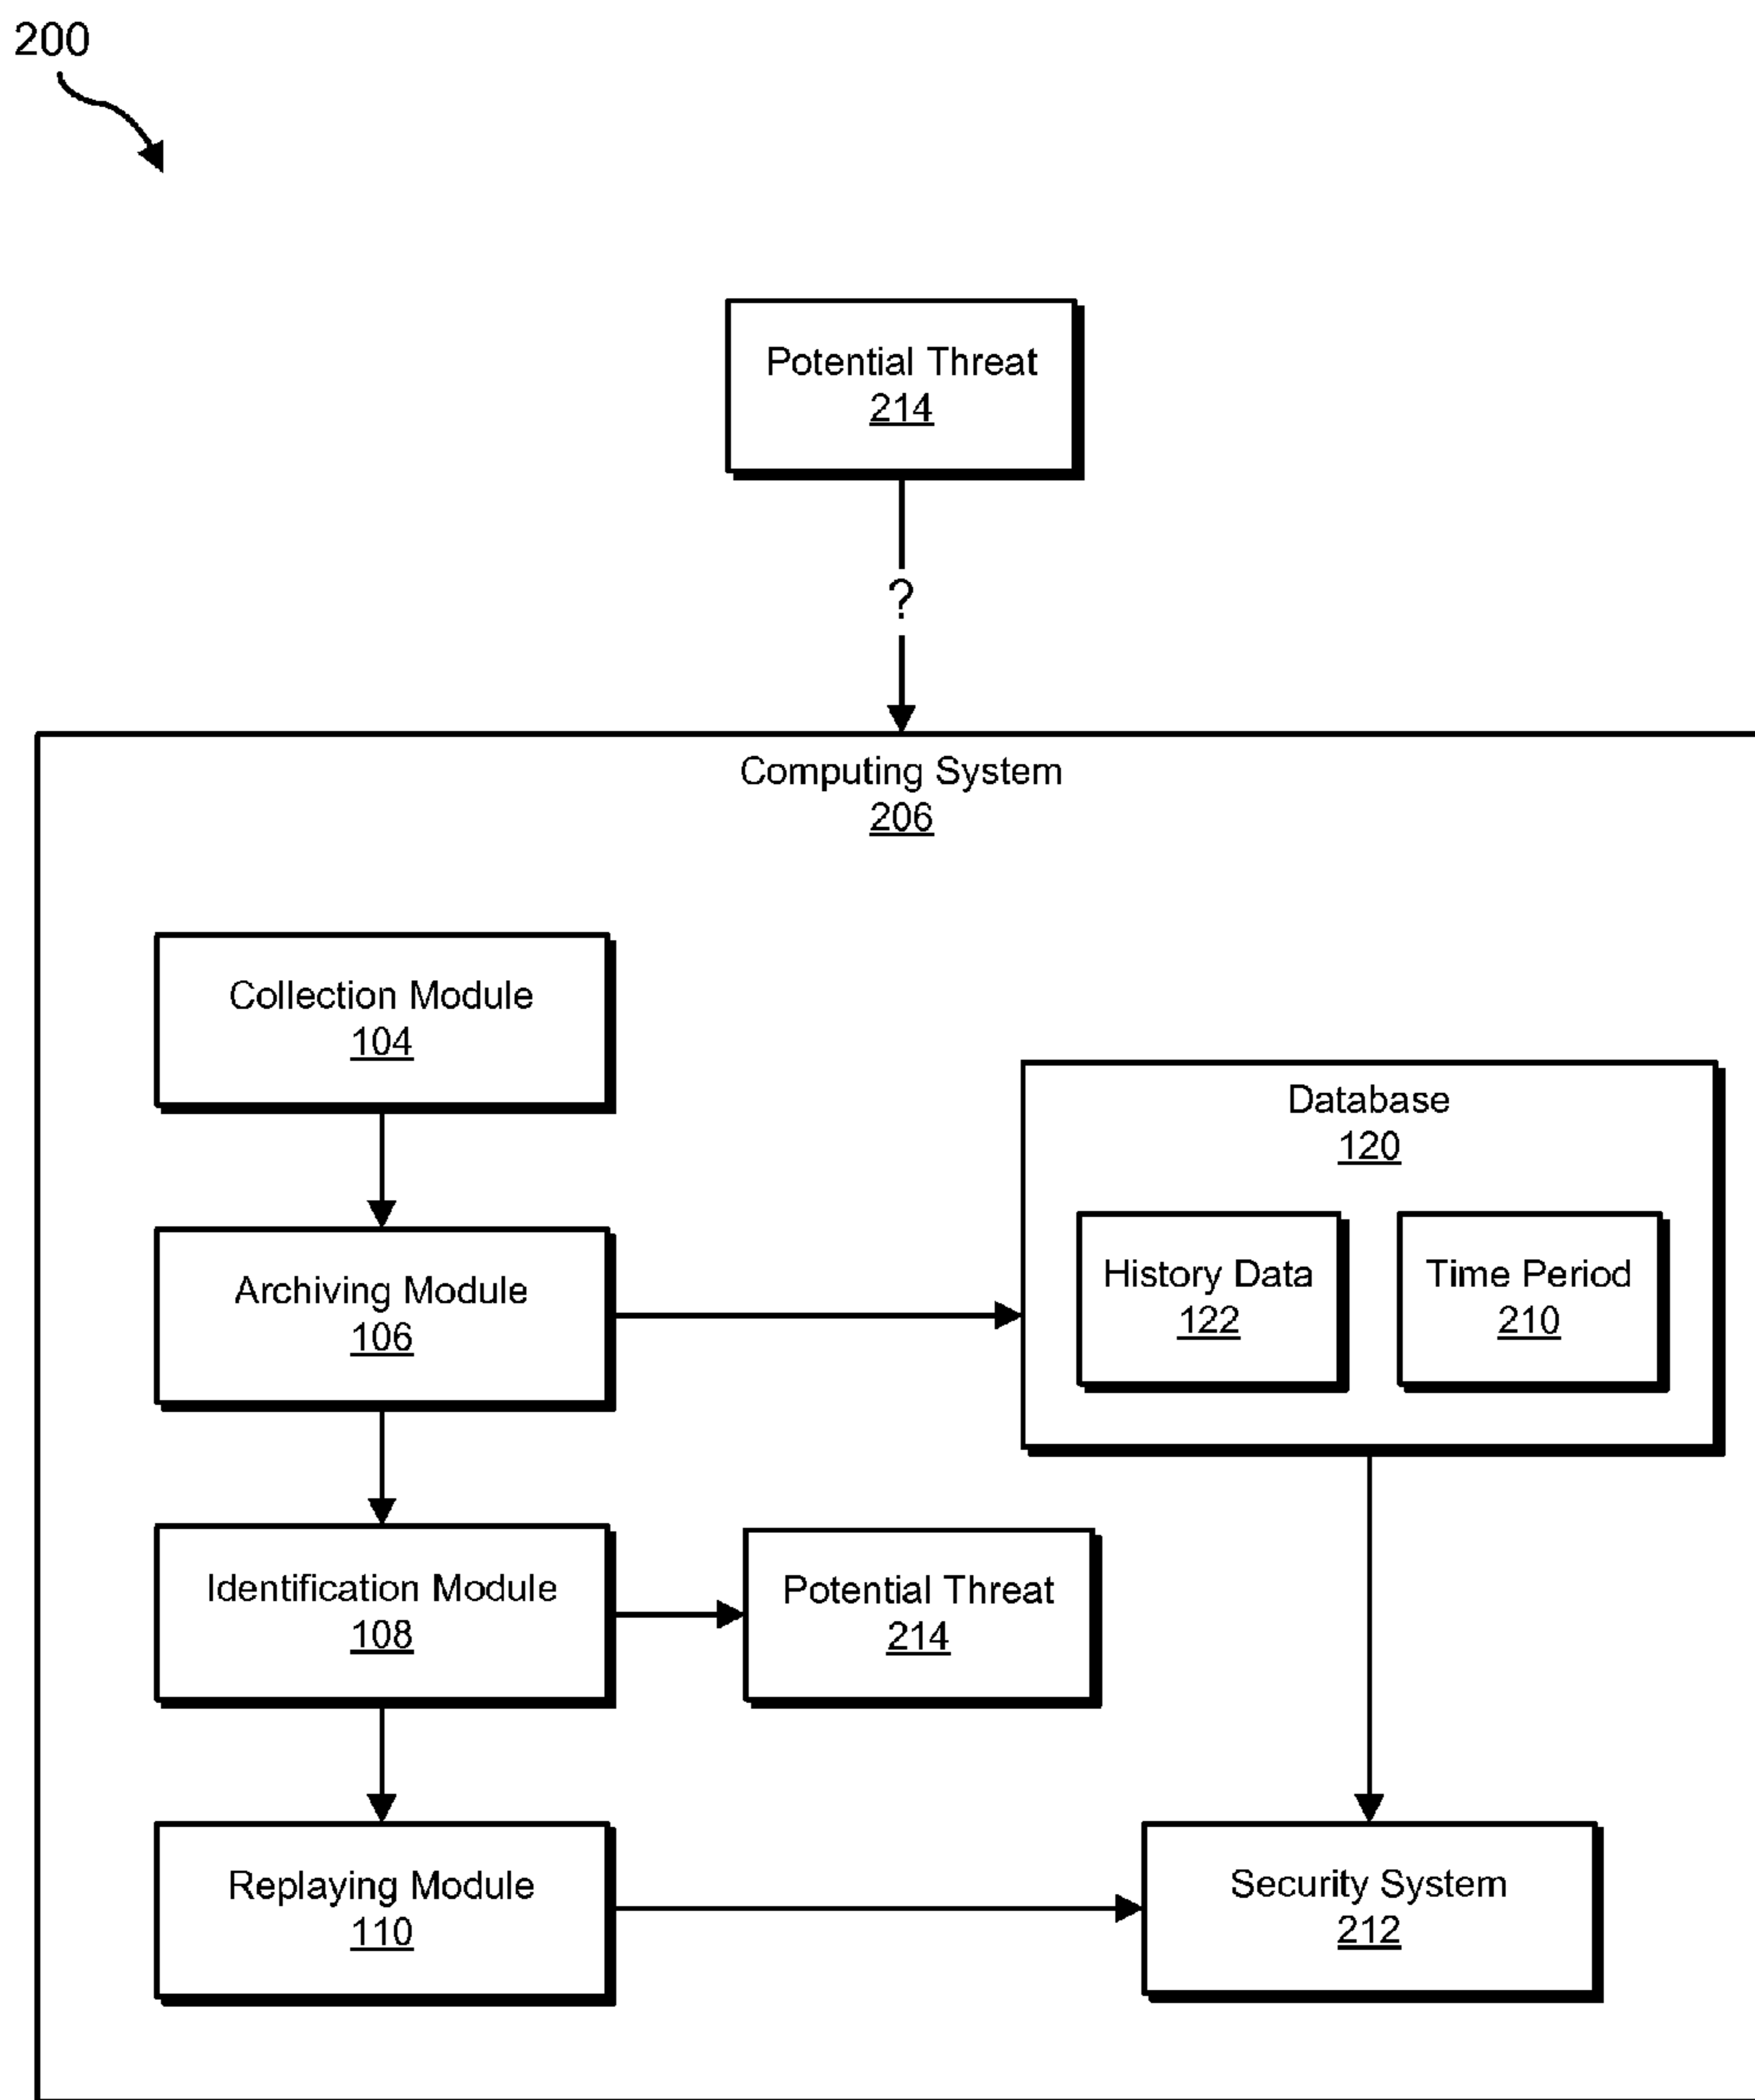 200
Potential Threat
214
?
Computing System
206
Collection Module
104
Database
120
Archiving Module
106
History Data
122
Time Period
210
Identification Module
108
Potential Threat
214
Replaying Module
110
Security System
212